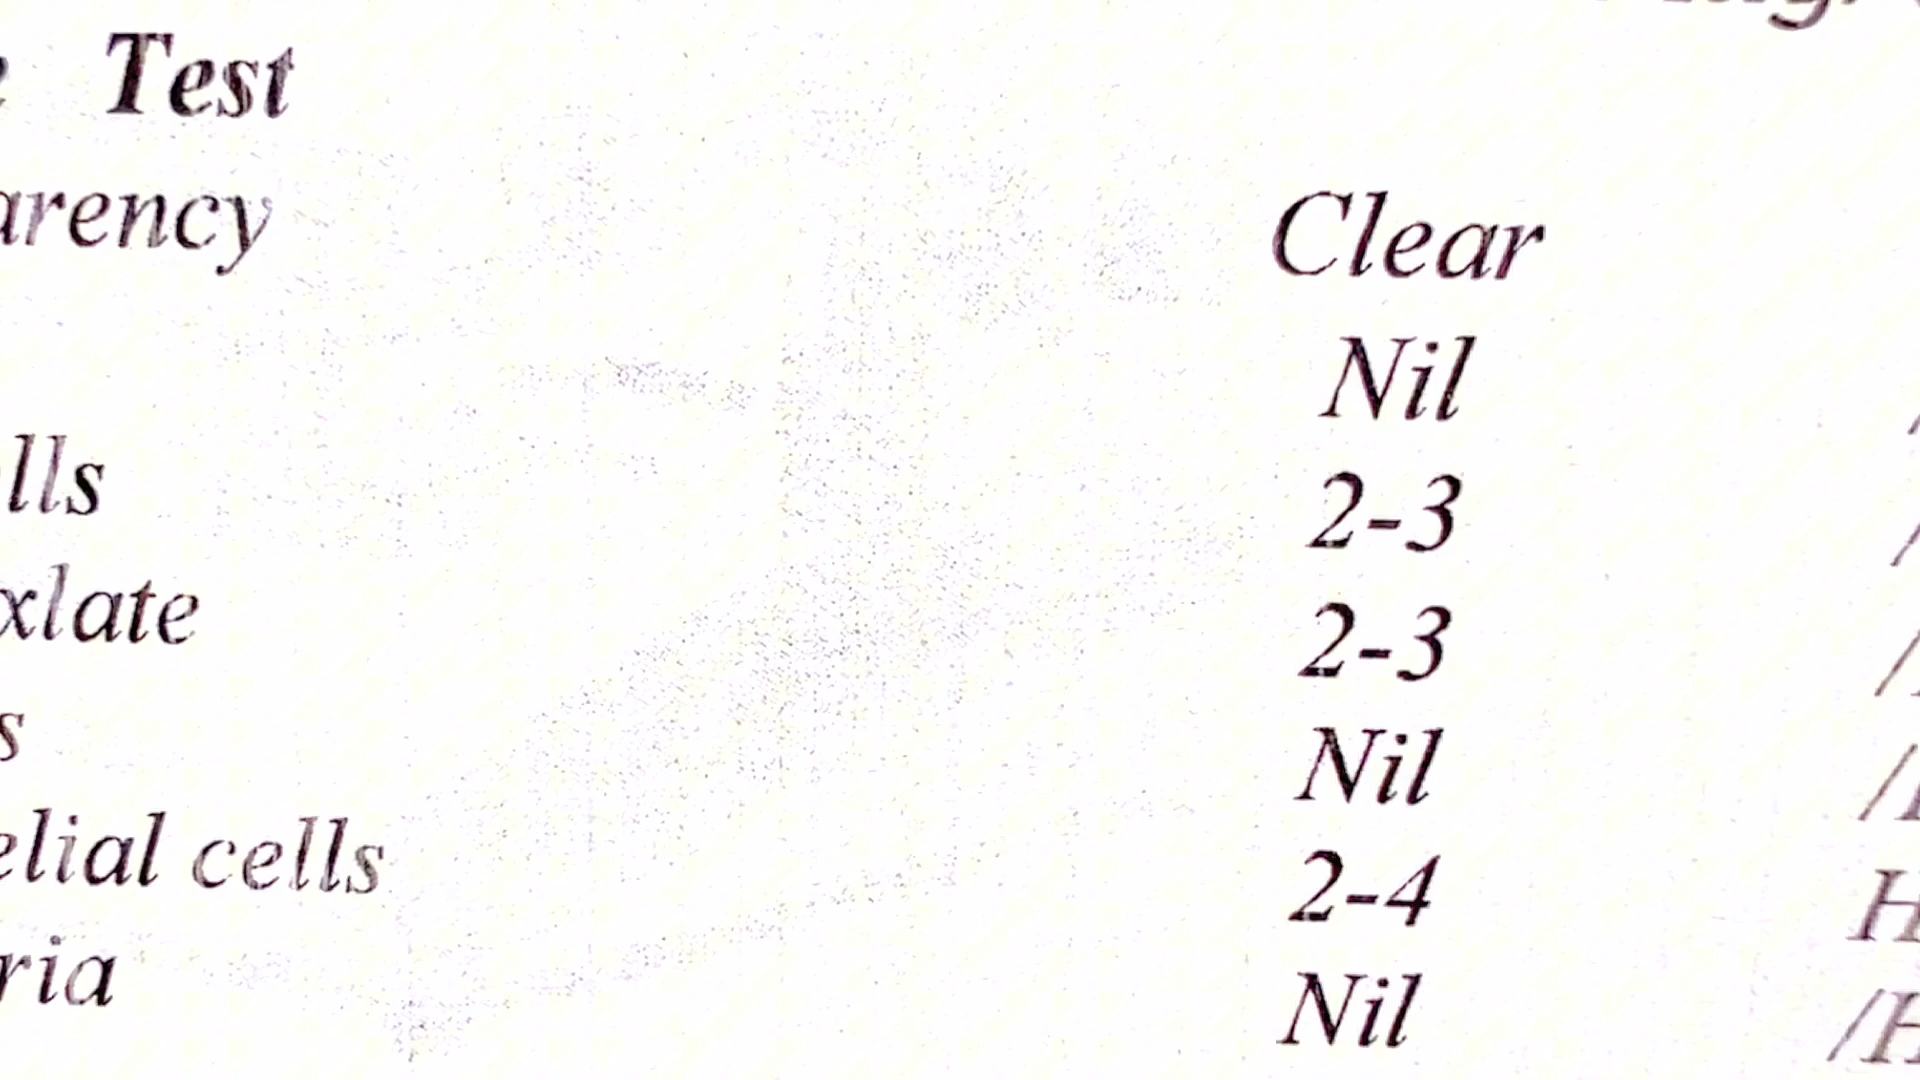 Test
arency Clear
Nil
lls 2-3
xlate 2-3
s Nil
elial cells 2-4
ria Nil